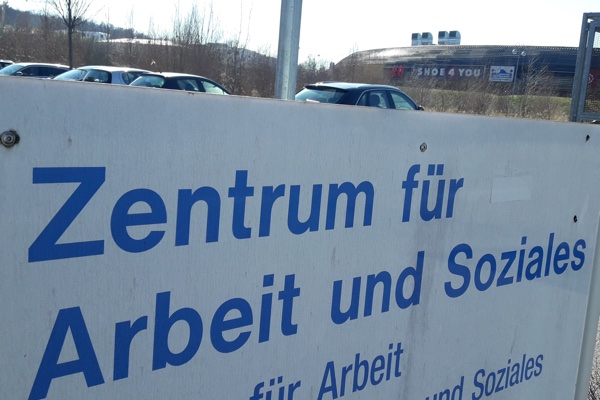 SHOE 4 YOU
Zentrum für
Arbeit und Soziales
für Arbeit
und Soziales